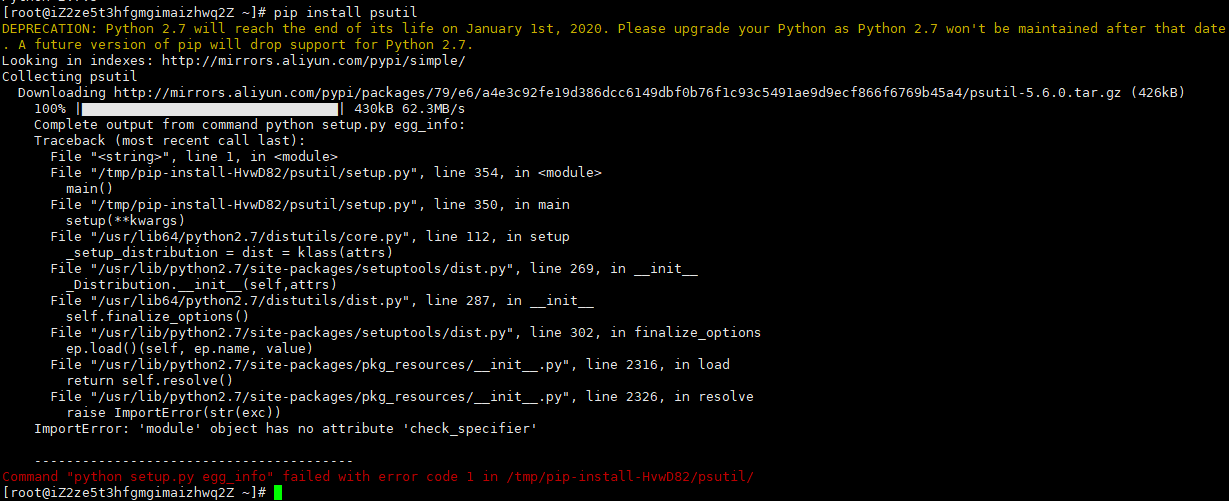 [root@iZ2ze5t3hfgmgimaizhwq2Z ~]# pip install psutil
DEPRECATION: Python 2.7 will reach the end of its life on January 1st, 2020. Please upgrade your Python as Python 2.7 won't be maintained after that date
. A future version of pip will drop support for Python 2.7.
Looking in indexes: http://mirrors.aliyun.com/pypi/simple/
Collecting psutil
  Downloading http://mirrors.aliyun.com/pypi/packages/79/e6/a4e3c92fe19d386dcc6149dbf0b76f1c93c5491ae9d9ecf866f6769b45a4/psutil-5.6.0.tar.gz (426kB)
    100% |████████████████████████████████| 430kB 62.3MB/s
    Complete output from command python setup.py egg_info:
    Traceback (most recent call last):
      File "<string>", line 1, in <module>
      File "/tmp/pip-install-HvwD82/psutil/setup.py", line 354, in <module>
        main()
      File "/tmp/pip-install-HvwD82/psutil/setup.py", line 350, in main
        setup(**kwargs)
      File "/usr/lib64/python2.7/distutils/core.py", line 112, in setup
        _setup_distribution = dist = klass(attrs)
      File "/usr/lib/python2.7/site-packages/setuptools/dist.py", line 269, in __init__
        _Distribution.__init__(self,attrs)
      File "/usr/lib64/python2.7/distutils/dist.py", line 287, in __init__
        self.finalize_options()
      File "/usr/lib/python2.7/site-packages/setuptools/dist.py", line 302, in finalize_options
        ep.load()(self, ep.name, value)
      File "/usr/lib/python2.7/site-packages/pkg_resources/__init__.py", line 2316, in load
        return self.resolve()
      File "/usr/lib/python2.7/site-packages/pkg_resources/__init__.py", line 2326, in resolve
        raise ImportError(str(exc))
    ImportError: 'module' object has no attribute 'check_specifier'
    
    ----------------------------------------
Command "python setup.py egg_info" failed with error code 1 in /tmp/pip-install-HvwD82/psutil/
[root@iZ2ze5t3hfgmgimaizhwq2Z ~]#